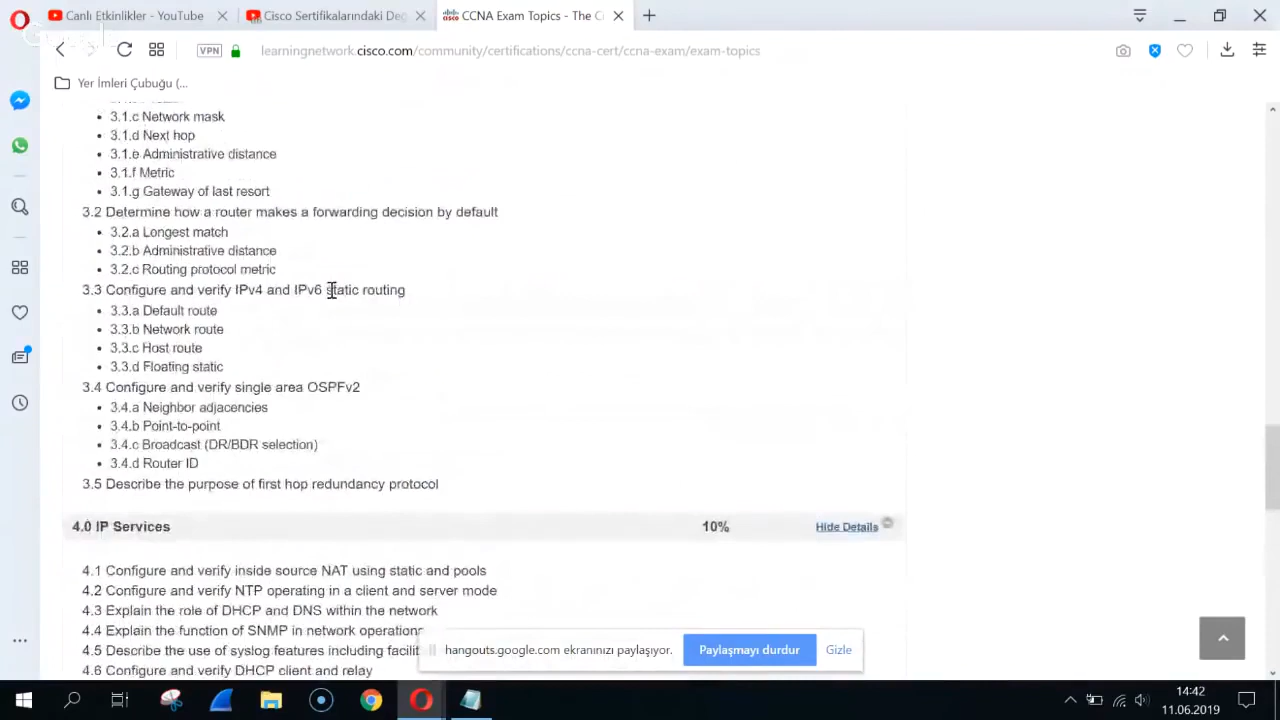 Canlı Etkinlikler - YouTube
Cisco Sertifikalarındaki Değ
CCNA Exam Topics - The Ci
VPN
learningnetwork.cisco.com/community/certifications/ccna-cert/ccna-exam/exam-topics
Yer İmleri Çubuğu (...
• 3.1.c Network mask
• 3.1.d Next hop
• 3.1.e Administrative distance
• 3.1.f Metric
• 3.1.g Gateway of last resort
3.2 Determine how a router makes a forwarding decision by default
• 3.2.a Longest match
• 3.2.b Administrative distance
• 3.2.c Routing protocol metric
3.3 Configure and verify IPv4 and IPv6 static routing
• 3.3.a Default route
• 3.3.b Network route
• 3.3.c Host route
• 3.3.d Floating static
3.4 Configure and verify single area OSPFv2
• 3.4.a Neighbor adjacencies
• 3.4.b Point-to-point
• 3.4.c Broadcast (DR/BDR selection)
• 3.4.d Router ID
3.5 Describe the purpose of first hop redundancy protocol
4.0 IP Services 10% Hide Details
4.1 Configure and verify inside source NAT using static and pools
4.2 Configure and verify NTP operating in a client and server mode
4.3 Explain the role of DHCP and DNS within the network
4.4 Explain the function of SNMP in network operations
4.5 Describe the use of syslog features including facilit
4.6 Configure and verify DHCP client and relay
hangouts.google.com ekranınızı paylaşıyor.
Paylaşmayı durdur
Gizle
14:42
11.06.2019